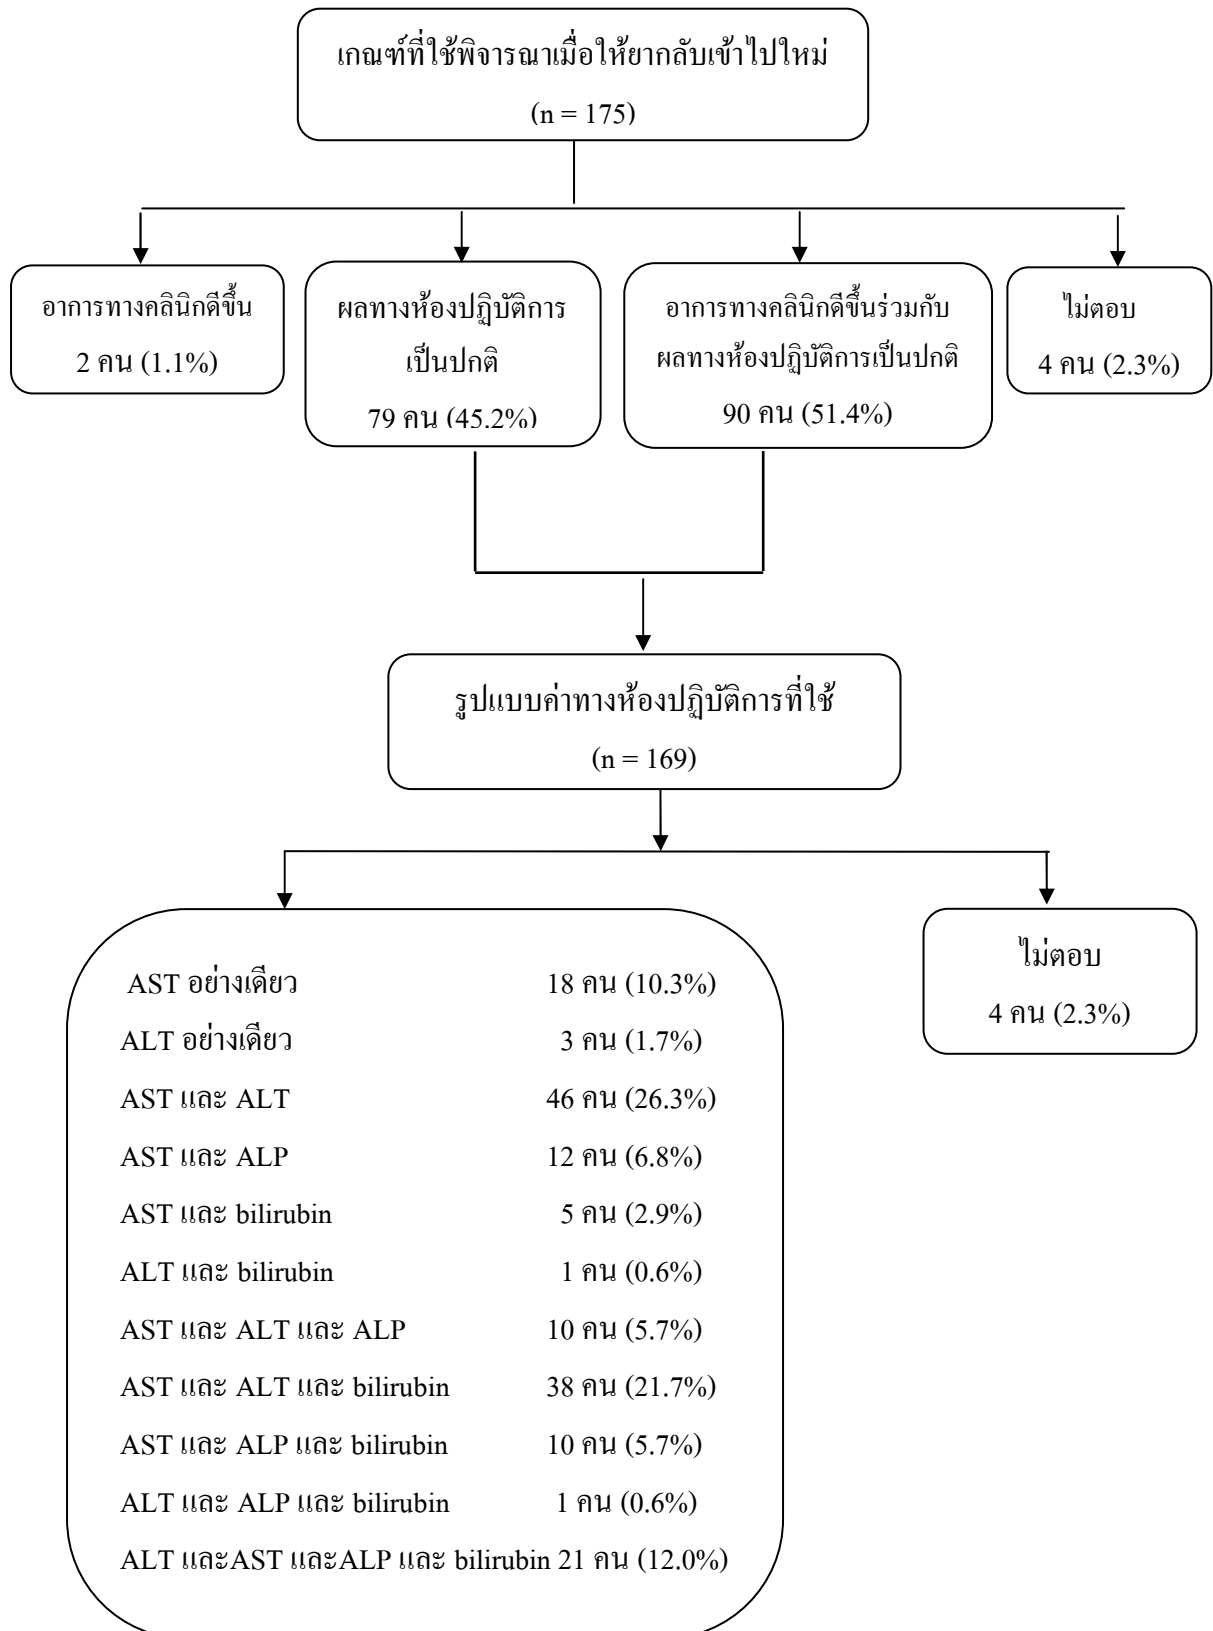 เกณฑ์ที่ใช้พิจารณาเมื่อให้ยากลับเข้าไปใหม่
(n = 175)
อาการทางคลินิกดีขึ้น
2 คน (1.1%)
ผลทางห้องปฏิบัติการ
เป็นปกติ
79 คน (45.2%)
อาการทางคลินิกดีขึ้นร่วมกับ
ผลทางห้องปฏิบัติการเป็นปกติ
90 คน (51.4%)
ไม่ตอบ
4 คน (2.3%)
รูปแบบค่าทางห้องปฏิบัติการที่ใช้
(n = 169)
AST อย่างเดียว 18 คน (10.3%)
ALT อย่างเดียว 3 คน (1.7%)
AST และ ALT 46 คน (26.3%)
AST และ ALP 12 คน (6.8%)
AST และ bilirubin 5 คน (2.9%)
ALT และ bilirubin 1 คน (0.6%)
AST และ ALT และ ALP 10 คน (5.7%)
AST และ ALT และ bilirubin 38 คน (21.7%)
AST และ ALP และ bilirubin 10 คน (5.7%)
ALT และ ALP และ bilirubin 1 คน (0.6%)
ALT และAST และALP และ bilirubin 21 คน (12.0%)
ไม่ตอบ
4 คน (2.3%)